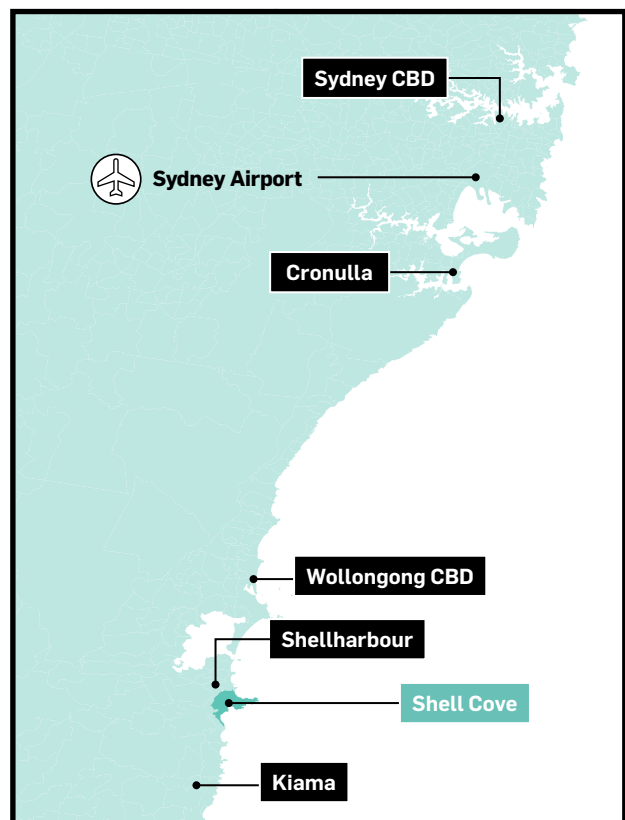 Sydney CBD
Sydney Airport
Cronulla
Wollongong CBD
Shellharbour
Shell Cove
Kiama